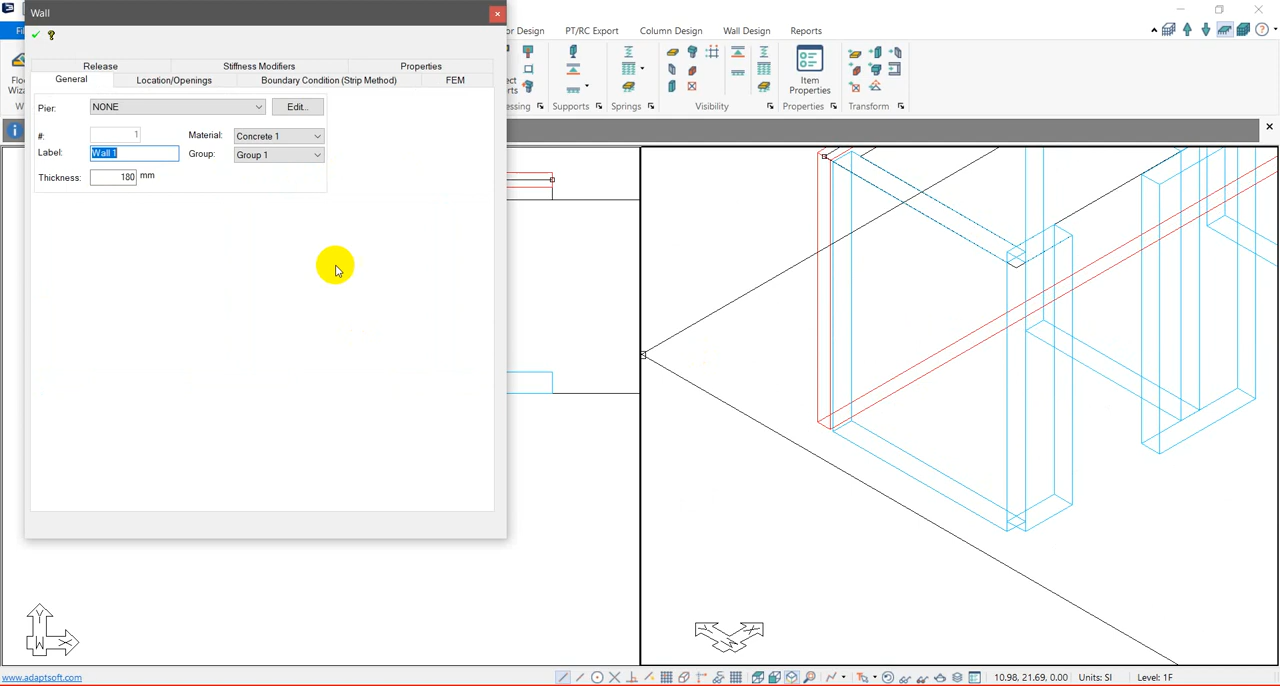 Wall
Release
Stiffness Modifiers
Properties
General
Location/Openings
Boundary Condition (Strip Method)
FEM
Pier:
NONE
Edit...
#:
1
Material:
Concrete 1
Label:
Wall 1
Group:
Group 1
Thickness:
180
mm
or Design
PT/RC Export
Column Design
Wall Design
Reports
Item
Properties
Supports
Springs
Visibility
Properties
Transform
www.adaptsoft.com
10.98, 21.69, 0.00
Units: SI
Level: 1F